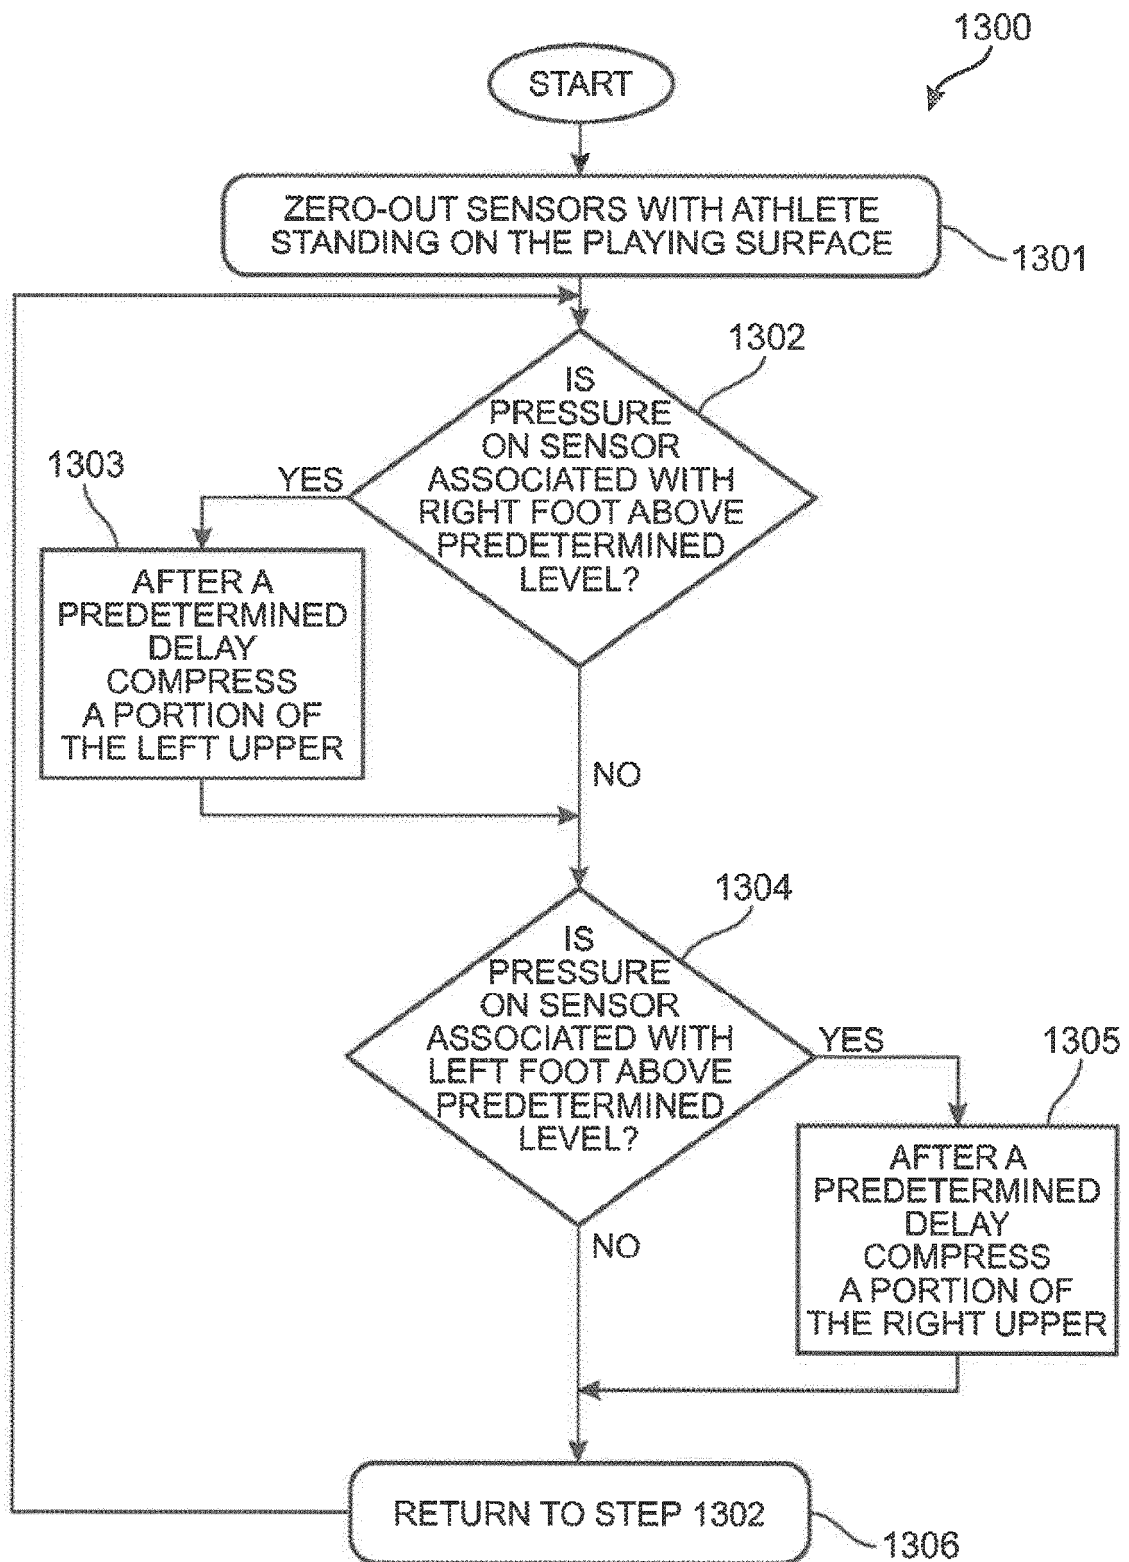 1300
START
ZERO-OUT SENSORS WITH ATHLETE
STANDING ON THE PLAYING SURFACE
1301
1302
IS
PRESSURE
ON SENSOR
ASSOCIATED WITH
RIGHT FOOT ABOVE
PREDETERMINED
LEVEL?
YES
1303
AFTER A
PREDETERMINED
DELAY
COMPRESS
A PORTION OF
THE LEFT UPPER
NO
1304
IS
PRESSURE
ON SENSOR
ASSOCIATED WITH
LEFT FOOT ABOVE
PREDETERMINED
LEVEL?
YES
1305
AFTER A
PREDETERMINED
DELAY
COMPRESS
A PORTION OF
THE RIGHT UPPER
NO
RETURN TO STEP 1302
1306